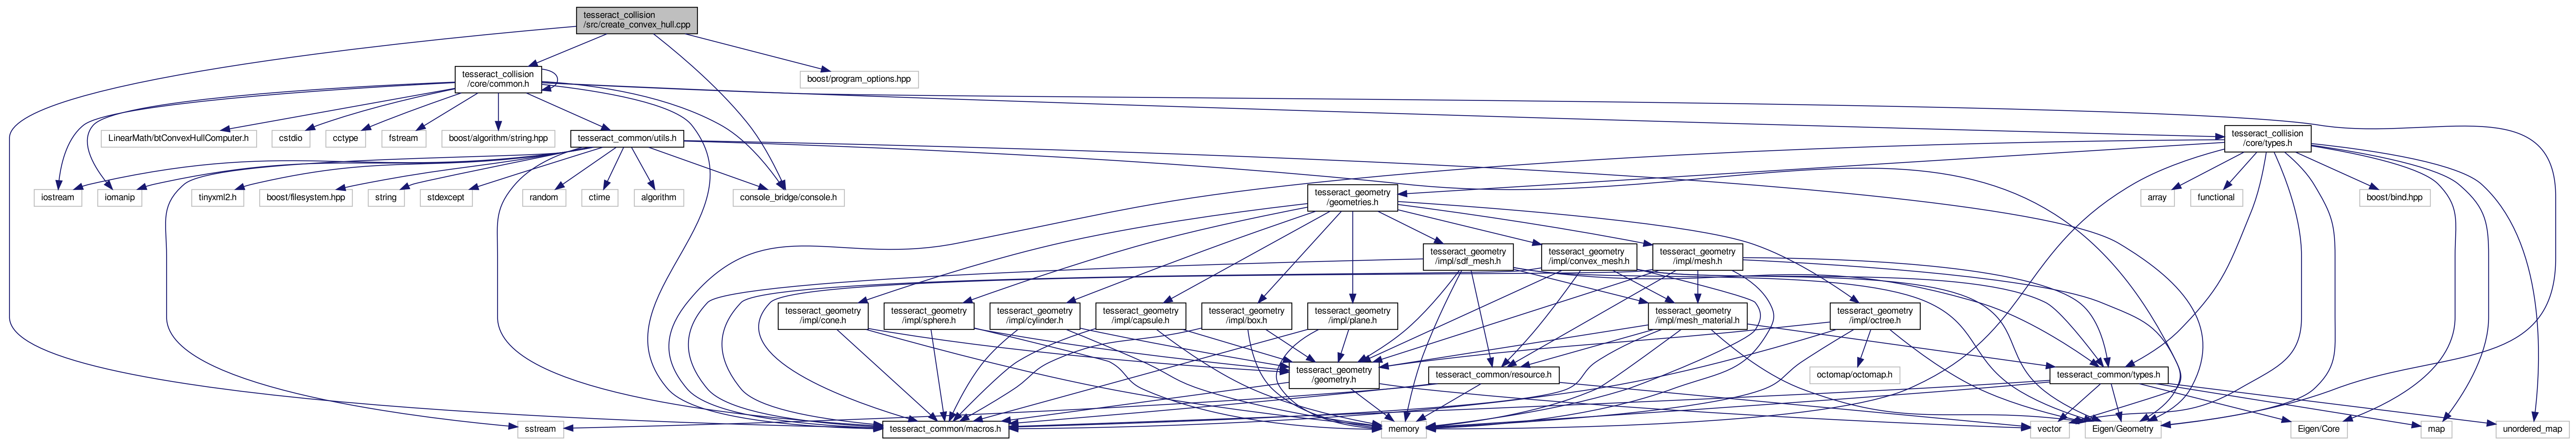 tesseract_collision
/src/create_convex_hull.cpp
tesseract_collision
/core/common.h
boost/program_options.hpp
LinearMath/btConvexHullComputer.h
cstdio
cctype
fstream
boost/algorithm/string.hpp
tesseract_common/utils.h
tesseract_collision
/core/types.h
iostream
iomanip
tinyxml2.h
boost/filesystem.hpp
string
stdexcept
random
ctime
algorithm
console_bridge/console.h
tesseract_geometry
/geometries.h
array
functional
boost/bind.hpp
tesseract_geometry
/impl/sdf_mesh.h
tesseract_geometry
/impl/convex_mesh.h
tesseract_geometry
/impl/mesh.h
tesseract_geometry
/impl/cone.h
tesseract_geometry
/impl/sphere.h
tesseract_geometry
/impl/cylinder.h
tesseract_geometry
/impl/capsule.h
tesseract_geometry
/impl/box.h
tesseract_geometry
/impl/plane.h
tesseract_geometry
/impl/mesh_material.h
tesseract_geometry
/impl/octree.h
tesseract_geometry
/geometry.h
tesseract_common/resource.h
octomap/octomap.h
tesseract_common/types.h
sstream
tesseract_common/macros.h
memory
vector
Eigen/Geometry
Eigen/Core
map
unordered_map